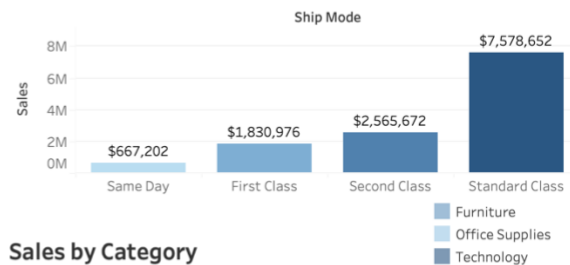 Ship Mode
Sales
8M
6M
4M
2M
0M
$667,202
$1,830,976
$2,565,672
$7,578,652
Same Day
First Class
Second Class
Standard Class
Furniture
Office Supplies
Technology
Sales by Category